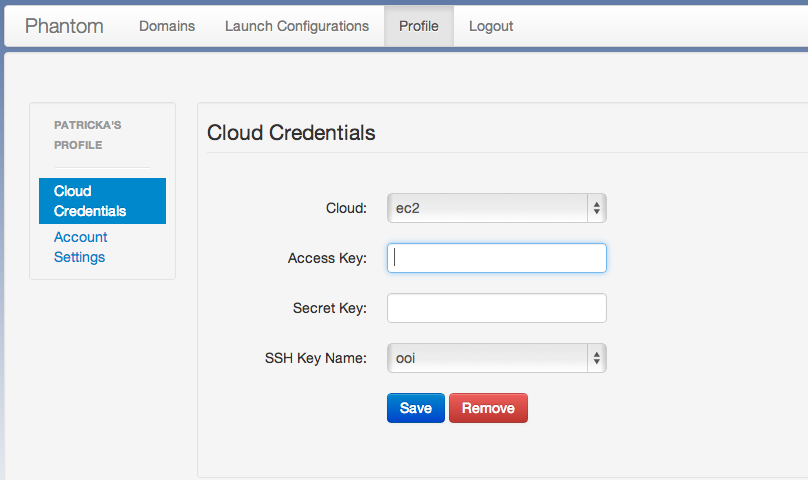 Phantom Domains Launch Configurations Profile Logout
PATRICKA'S
PROFILE
Cloud
Credentials
Account
Settings
Cloud Credentials
Cloud: ec2
Access Key:
Secret Key:
SSH Key Name: ooi
Save Remove